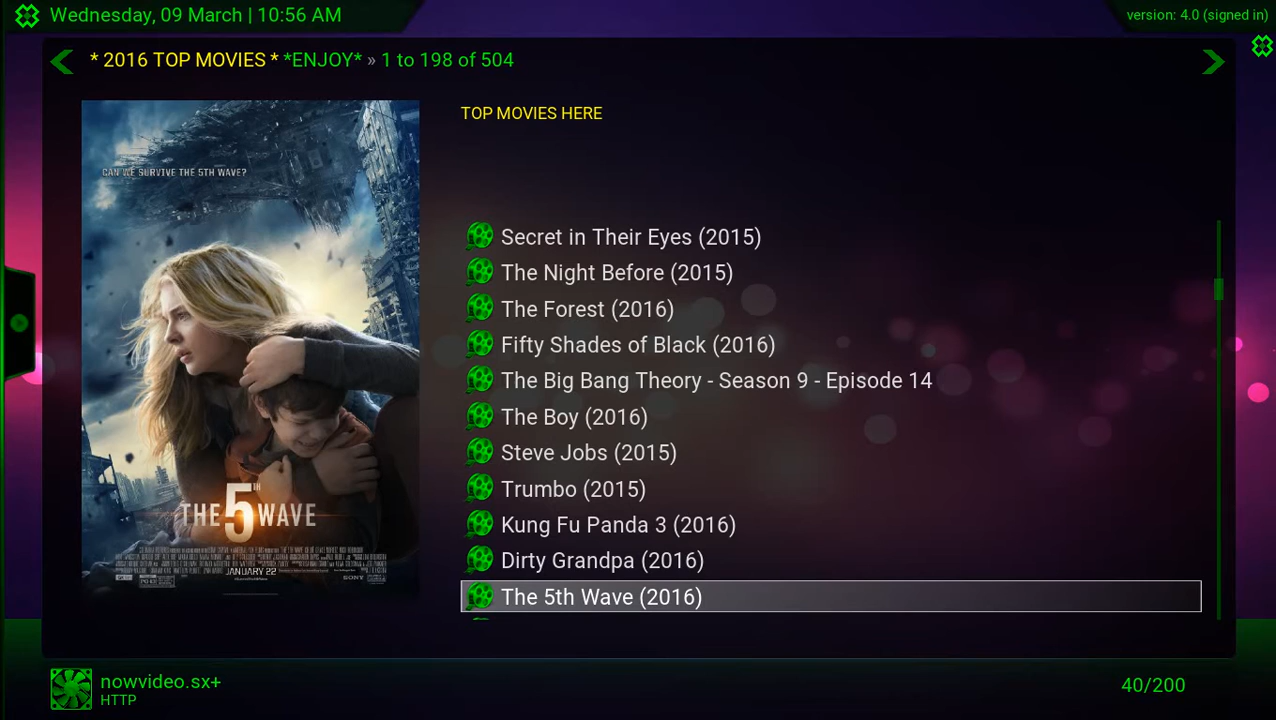 Wednesday, 09 March | 10:56 AM
version: 4.0 (signed in)
* 2016 TOP MOVIES * *ENJOY* » 1 to 198 of 504
TOP MOVIES HERE
CAN WE SURVIVE THE 5TH WAVE?
THE 5TH WAVE
JANUARY 22
SONY
Secret in Their Eyes (2015)
The Night Before (2015)
The Forest (2016)
Fifty Shades of Black (2016)
The Big Bang Theory - Season 9 - Episode 14
The Boy (2016)
Steve Jobs (2015)
Trumbo (2015)
Kung Fu Panda 3 (2016)
Dirty Grandpa (2016)
The 5th Wave (2016)
nowvideo.sx+
HTTP
40/200